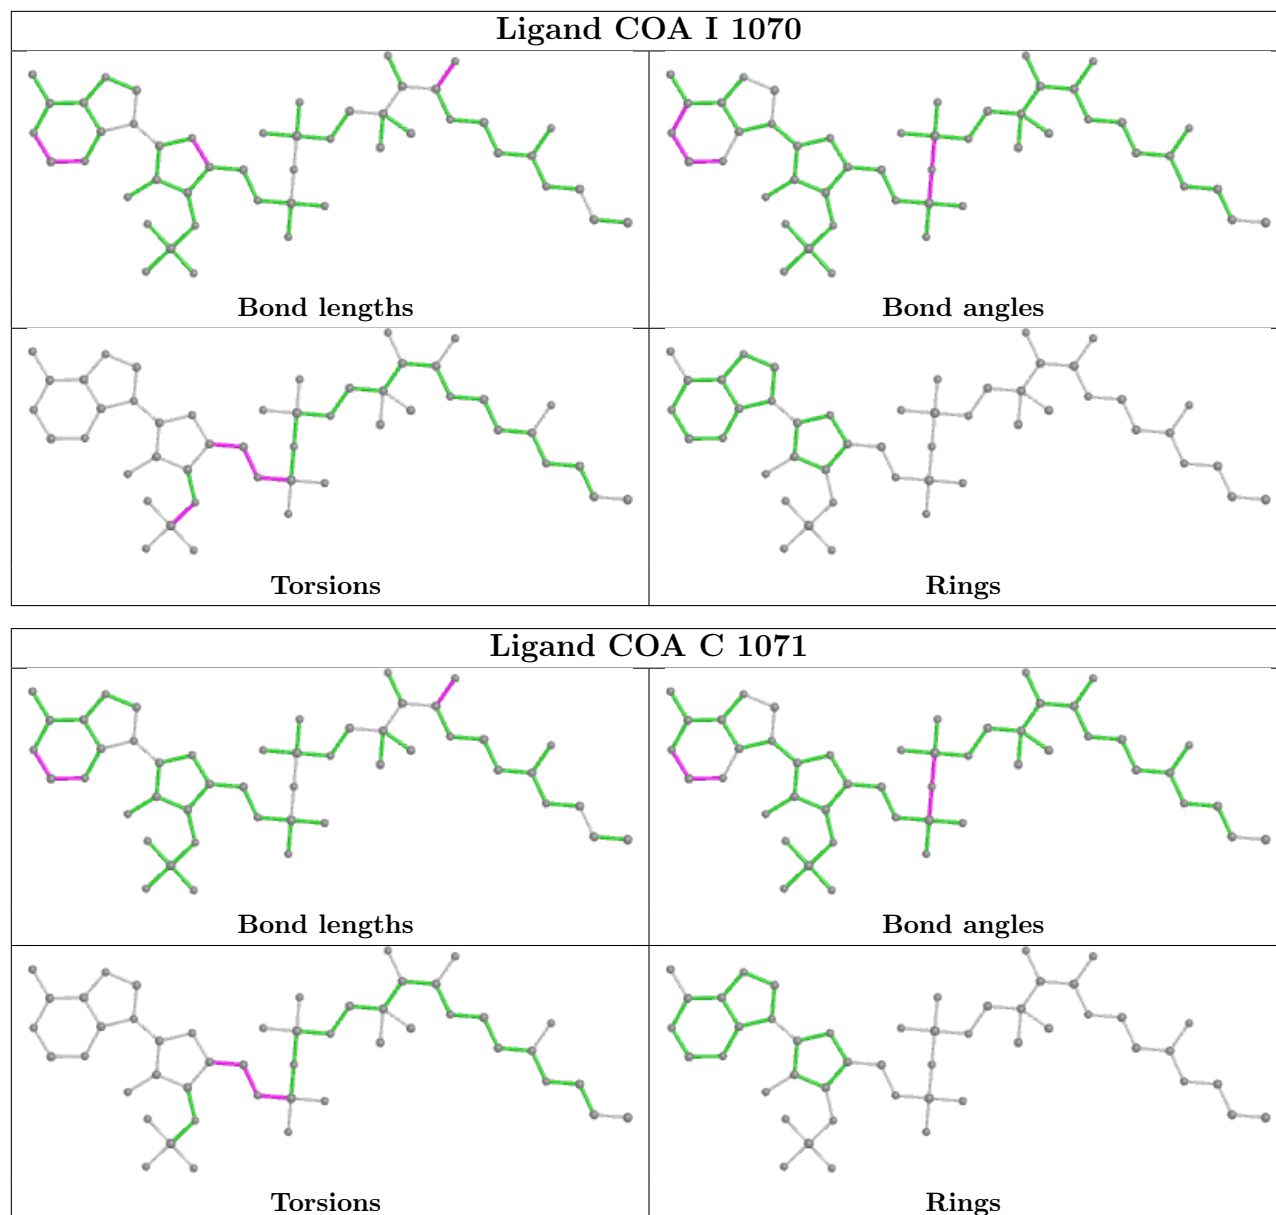 Ligand COA I 1070
Bond lengths
Bond angles
Torsions
Rings
Ligand COA C 1071
Bond lengths
Bond angles
Torsions
Rings